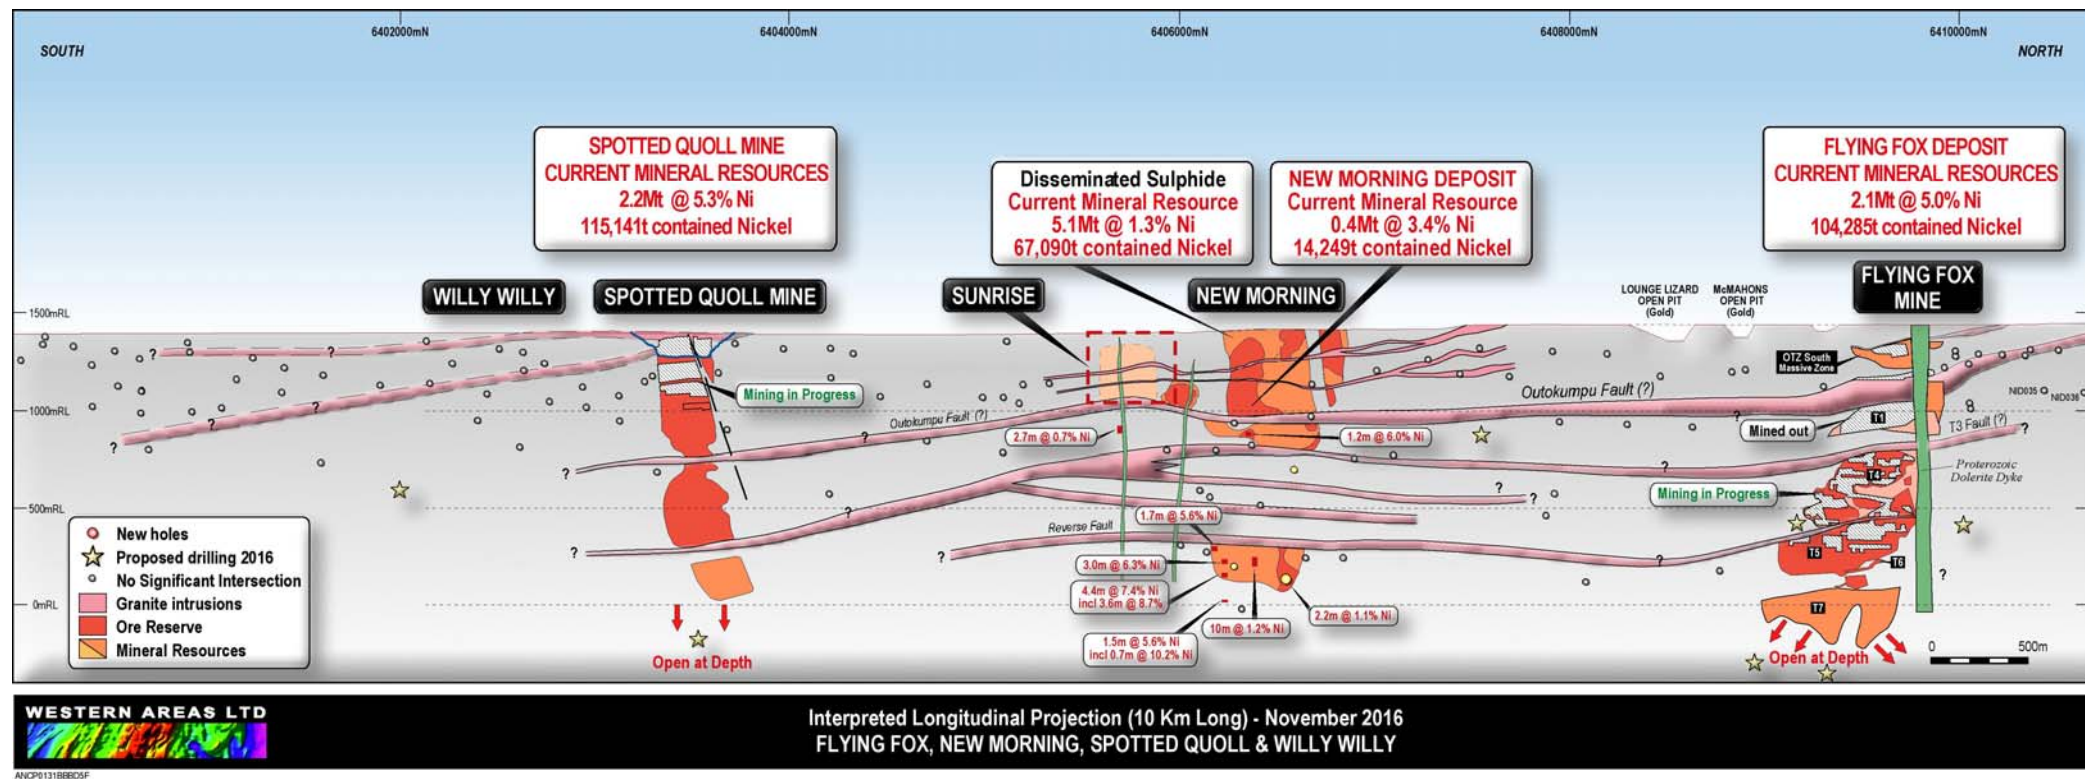 6402000mN
6404000mN
6406000mN
6408000mN
6410000mN
SOUTH
NORTH
SPOTTED QUOLL MINE
CURRENT MINERAL RESOURCES
2.2Mt @ 5.3% Ni
115,141t contained Nickel
Disseminated Sulphide
Current Mineral Resource
5.1Mt @ 1.3% Ni
67,090t contained Nickel
NEW MORNING DEPOSIT
Current Mineral Resource
0.4Mt @ 3.4% Ni
14,249t contained Nickel
FLYING FOX DEPOSIT
CURRENT MINERAL RESOURCES
2.1Mt @ 5.0% Ni
104,285t contained Nickel
WILLY WILLY
SPOTTED QUOLL MINE
SUNRISE
NEW MORNING
LOUNGE LIZARD
OPEN PIT
(Gold)
McMAHONS
OPEN PIT
(Gold)
FLYING FOX
MINE
1500mRL
1000mRL
500mRL
0mRL
?
?
?
?
?
Mining in Progress
Outokumpu Fault (?)
?
?
?
?
2.7m @ 0.7% Ni
1.2m @ 6.0% Ni
Outokumpu Fault (?)
?
OTZ South
Massive Zone
T1
Mined out
NID035
NID036
T3 Fault (?)
?
Proterozoic
Dolerite Dyke
T4
Mining in Progress
?
?
?
1.7m @ 5.6% Ni
Reverse Fault
?
?
T5
T6
?
3.0m @ 6.3% Ni
4.4m @ 7.4% Ni
incl 3.6m @ 8.7%
2.2m @ 1.1% Ni
10m @ 1.2% Ni
1.5m @ 5.6% Ni
incl 0.7m @ 10.2% Ni
T7
Open at Depth
Open at Depth
0
500m
New holes
Proposed drilling 2016
No Significant Intersection
Granite intrusions
Ore Reserve
Mineral Resources
WESTERN AREAS LTD
Interpreted Longitudinal Projection (10 Km Long) - November 2016
FLYING FOX, NEW MORNING, SPOTTED QUOLL & WILLY WILLY
ANCP0131BBBD5F